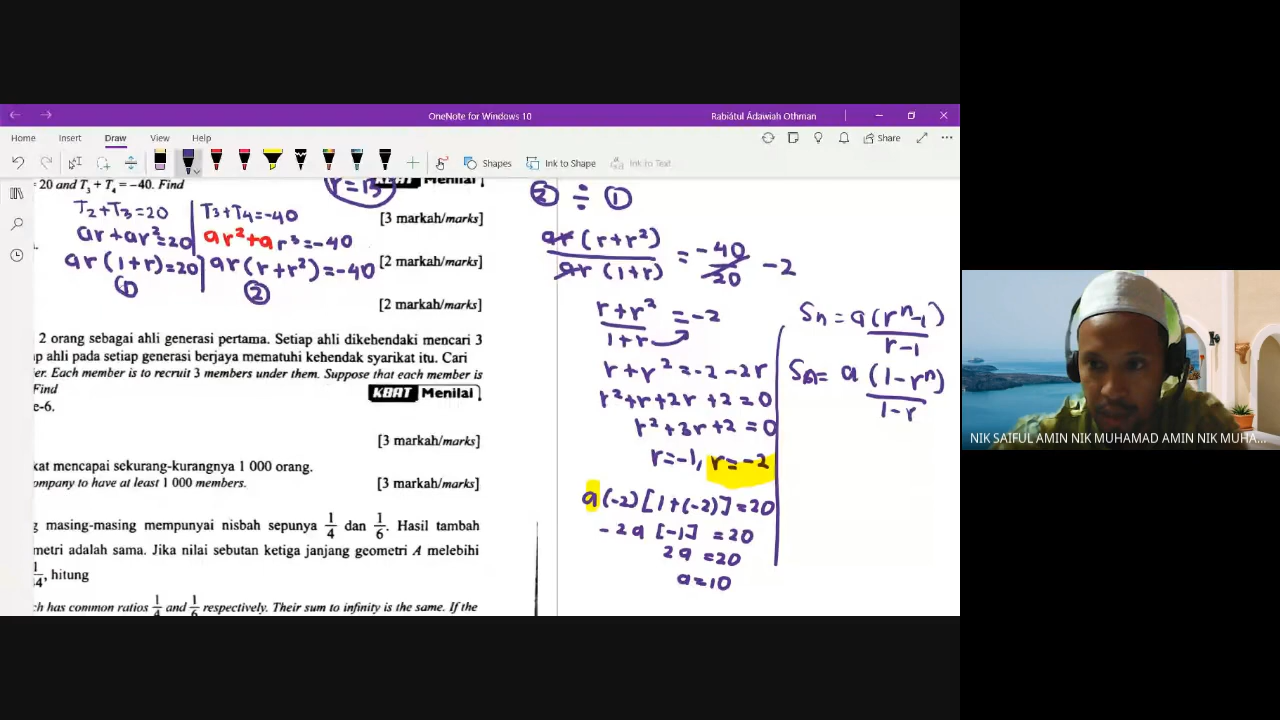 OneNote for Windows 10
Rabiátul Ádawiah Othman
Home Insert Draw View Help
Share
Shapes
Ink to Shape
Ink to Text
= 20 and T3 + T4 = −40. Find
r = 1.5
KBAT Menilai
T2+T3=20
T3+T4=-40
[3 markah/marks]
ar+ar²=20
ar²+ar³=-40
ar(1+r)=20
ar(r+r²)=-40
[2 markah/marks]
① ②
[2 markah/marks]
2 orang sebagai ahli generasi pertama. Setiap ahli dikehendaki mencari 3
ap ahli pada setiap generasi berjaya mematuhi kehendak syarikat itu. Cari
er. Each member is to recruit 3 members under them. Suppose that each member is
Find
KBAT Menilai
e-6.
[3 markah/marks]
kat mencapai sekurang-kurangnya 1 000 orang.
ompany to have at least 1 000 members.
[3 markah/marks]
g masing-masing mempunyai nisbah sepunya 1/4 dan 1/6. Hasil tambah
metri adalah sama. Jika nilai sebutan ketiga janjang geometri A melebihi
, hitung
ch has common ratios 1/4 and 1/6 respectively. Their sum to infinity is the same. If the
② ÷ ①
ar(r+r²)/ar(1+r) = -40/20 -2
r+r²/1+r = -2
r+r²=-2-2r
r²+r+2r+2=0
r²+3r+2=0
r=-1, r=-2
a(-2)[1+(-2)]=20
-2a[-1]=20
2a=20
a=10
Sn=a(rⁿ-1)/r-1
Sn=a(1-rⁿ)/1-r
NIK SAIFUL AMIN NIK MUHAMAD AMIN NIK MUHA...